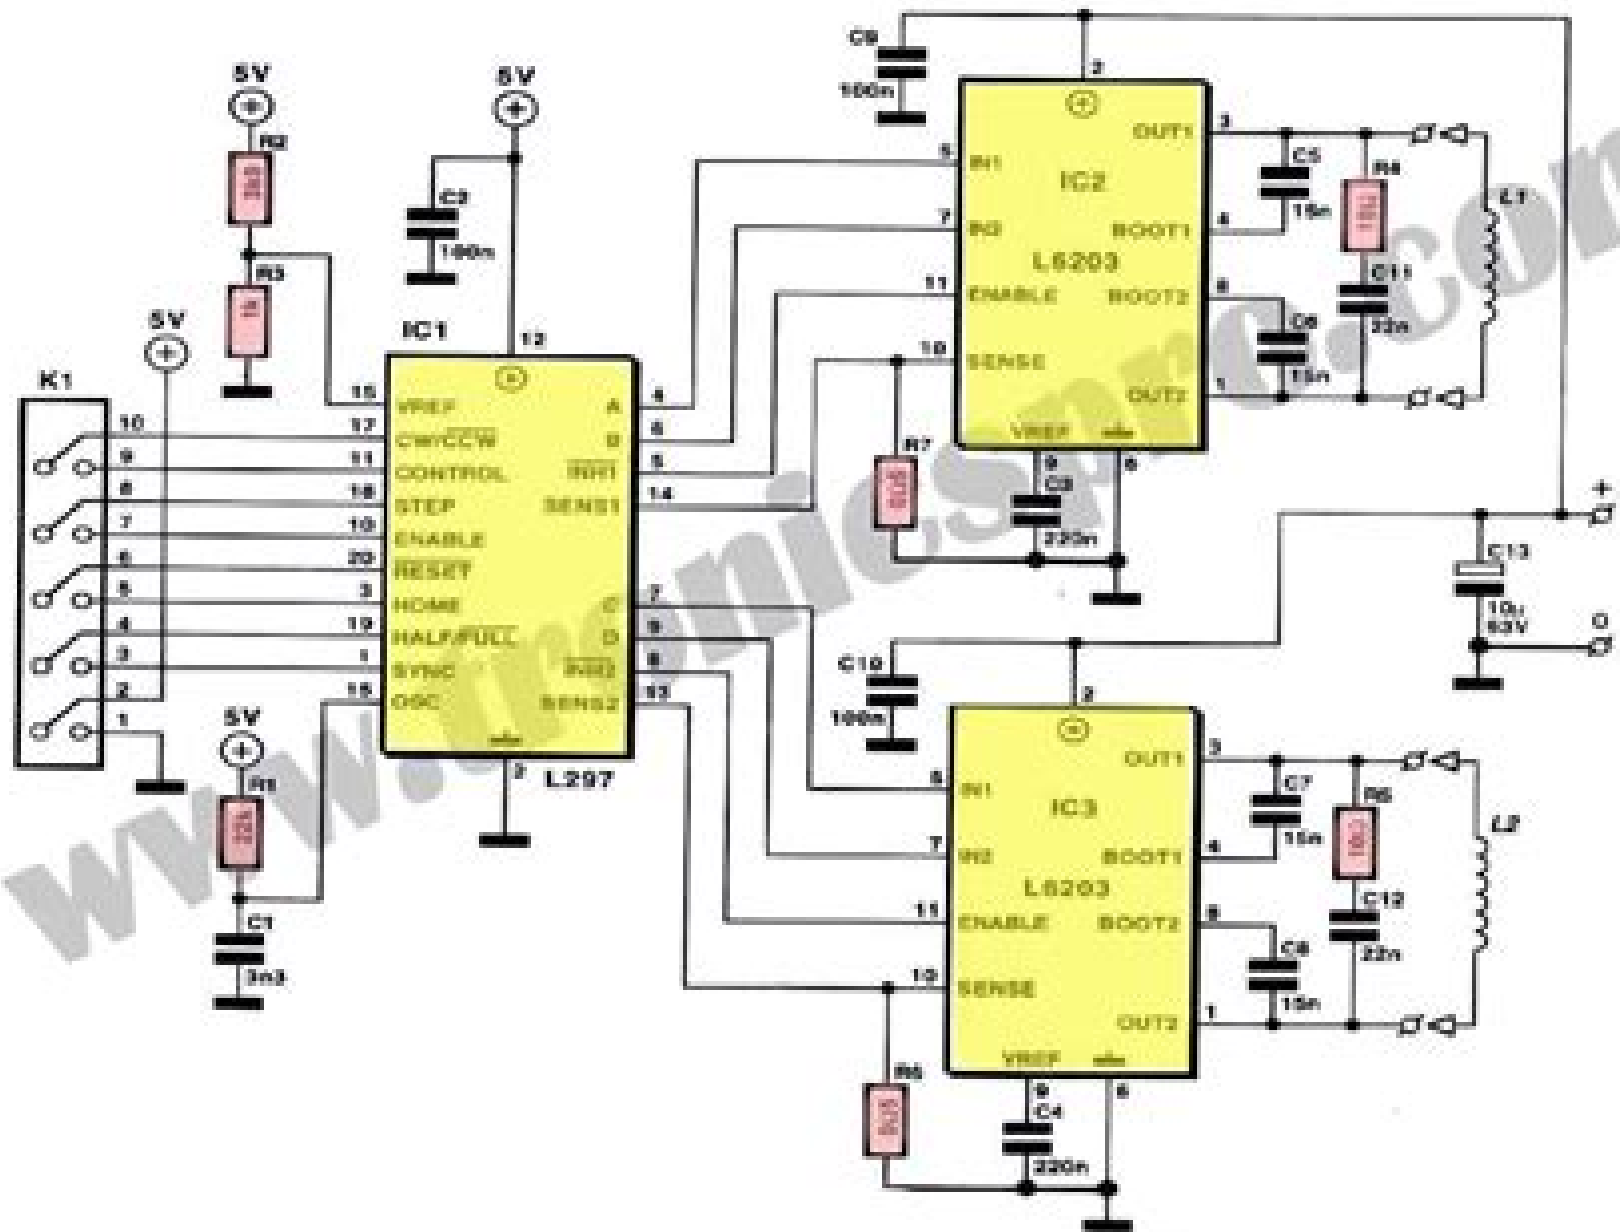 5V
R2
R3
1k
5V
C2
100n
5V
K1
10
9
8
7
6
5
4
3
2
1
IC1
12
15
VREF
17
CW/CCW
11
CONTROL
18
STEP
10
ENABLE
20
RESET
3
HOME
19
HALF/FULL
1
SYNC
OSC
4
A
6
B
5
INH1
14
SENS1
7
C
9
D
8
INH2
13
SENS2
2
L297
5V
R1
22k
C1
3n3
C9
100n
2
5
IN1
7
IN2
11
ENABLE
10
SENSE
IC2
L6203
OUT1
3
BOOT1
4
BOOT2
8
OUT2
1
VREF
9
6
R7
C3
220n
C5
15n
C6
15n
R4
C11
22n
L1
+
C13
10u
63V
0
C10
100n
2
5
IN1
7
IN2
11
ENABLE
10
SENSE
IC3
L6203
OUT1
3
BOOT1
4
BOOT2
8
OUT2
1
VREF
9
6
C4
220n
C7
15n
C8
15n
C12
22n
L2